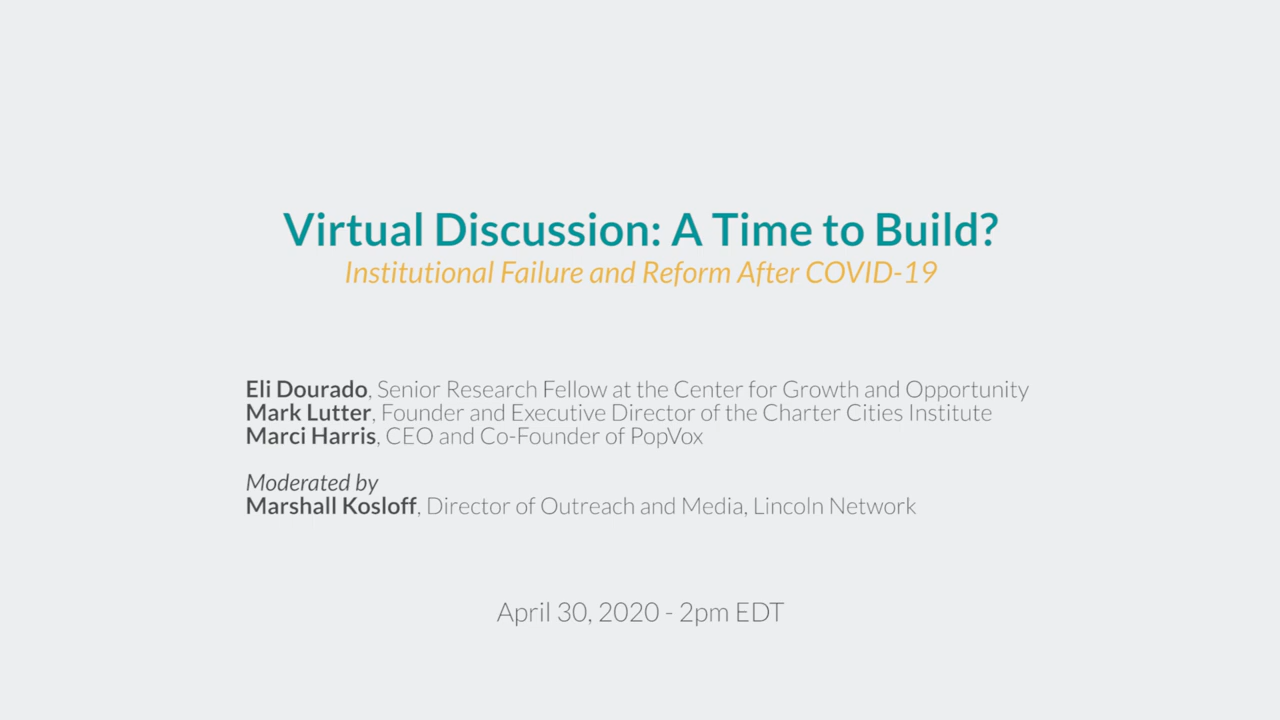 Virtual Discussion: A Time to Build?
Institutional Failure and Reform After COVID-19
Eli Dourado, Senior Research Fellow at the Center for Growth and Opportunity
Mark Lutter, Founder and Executive Director of the Charter Cities Institute
Marci Harris, CEO and Co-Founder of PopVox
Moderated by
Marshall Kosloff, Director of Outreach and Media, Lincoln Network
April 30, 2020 - 2pm EDT